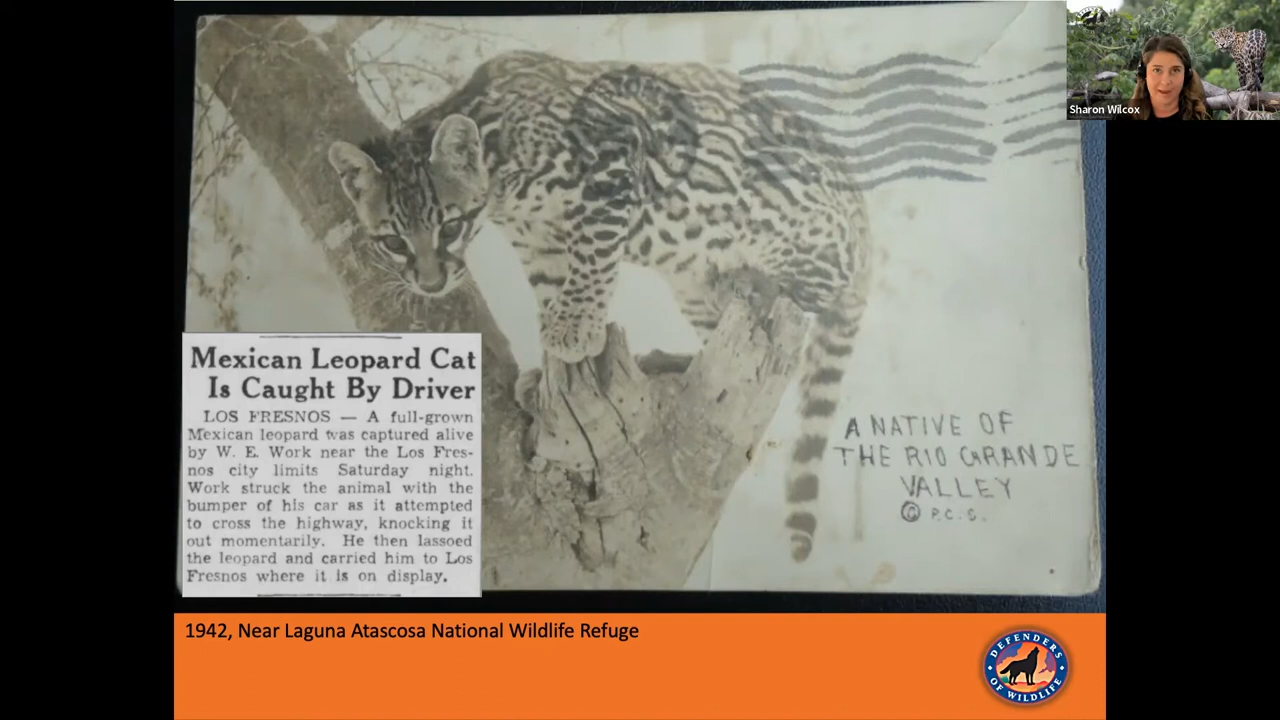 Sharon Wilcox
A NATIVE OF
THE RIO GRANDE
VALLEY
© P.C.S.
Mexican Leopard Cat
Is Caught By Driver
LOS FRESNOS — A full-grown
Mexican leopard was captured alive
by W. E. Work near the Los Fres-
nos city limits Saturday night.
Work struck the animal with the
bumper of his car as it attempted
to cross the highway, knocking it
out momentarily. He then lassoed
the leopard and carried him to Los
Fresnos where it is on display.
1942, Near Laguna Atascosa National Wildlife Refuge
DEFENDERS
OF WILDLIFE